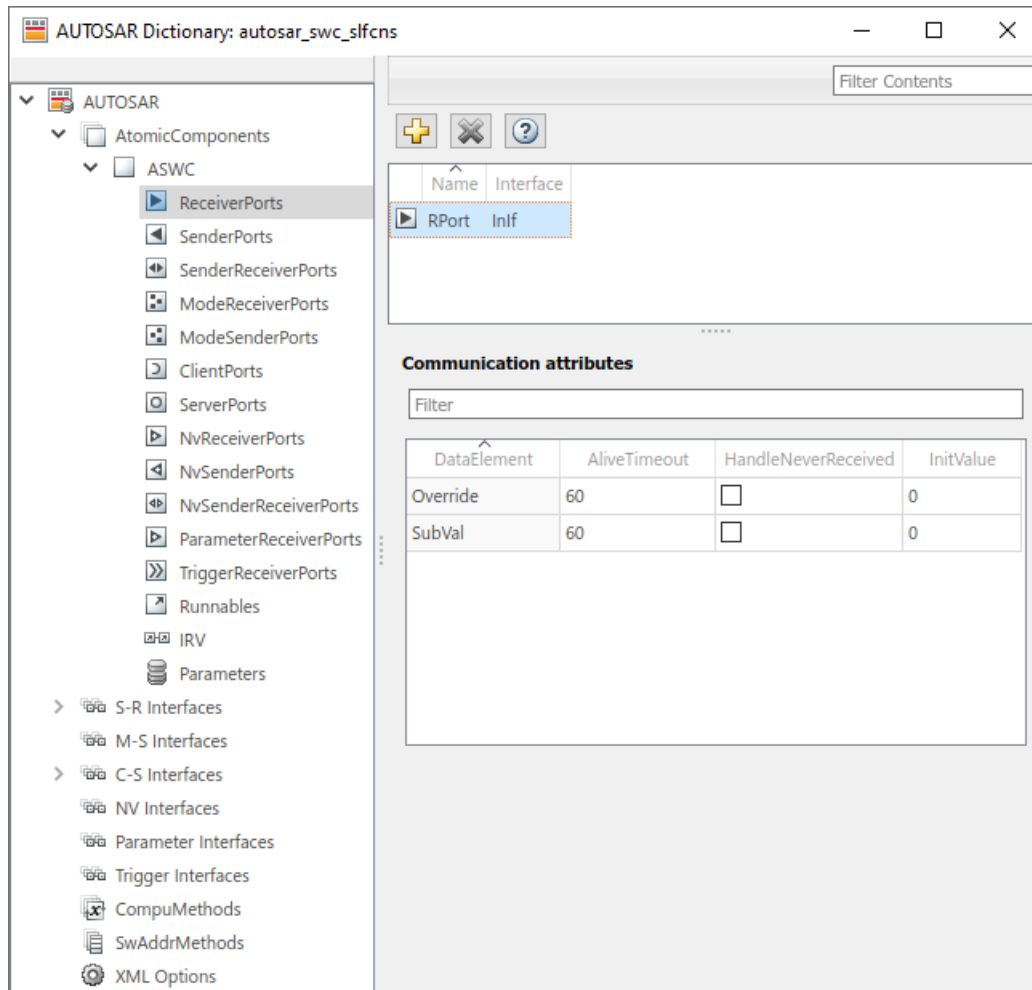 AUTOSAR Dictionary: autosar_swc_slfcns
Filter Contents
AUTOSAR
AtomicComponents
ASWC
ReceiverPorts
SenderPorts
SenderReceiverPorts
ModeReceiverPorts
ModeSenderPorts
ClientPorts
ServerPorts
NvReceiverPorts
NvSenderPorts
NvSenderReceiverPorts
ParameterReceiverPorts
TriggerReceiverPorts
Runnables
IRV
Parameters
S-R Interfaces
M-S Interfaces
C-S Interfaces
NV Interfaces
Parameter Interfaces
Trigger Interfaces
CompuMethods
SwAddrMethods
XML Options
Name Interface
RPort InIf
Communication attributes
Filter
DataElement AliveTimeout HandleNeverReceived InitValue
Override 60 0
SubVal 60 0